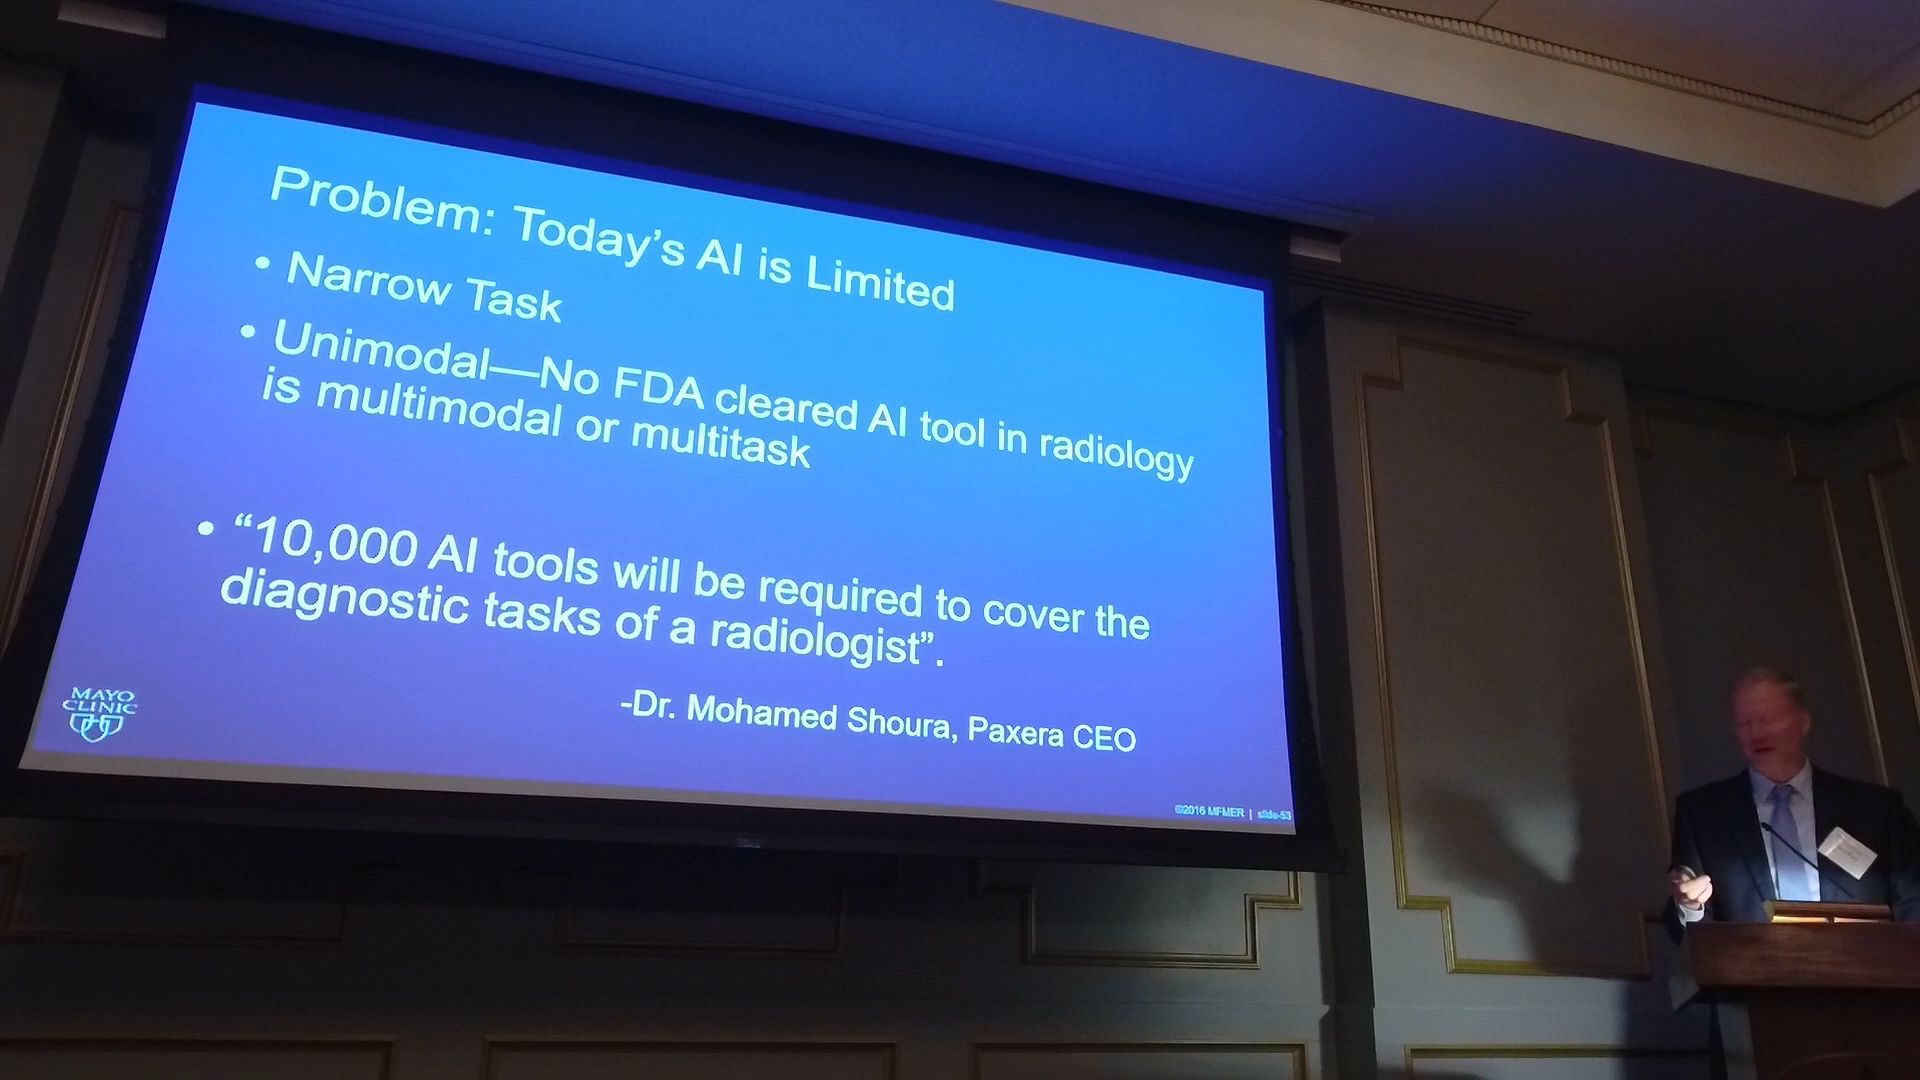 Problem: Today’s AI is Limited
• Narrow Task
• Unimodal—No FDA cleared AI tool in radiology
is multimodal or multitask
• “10,000 AI tools will be required to cover the
diagnostic tasks of a radiologist”.
-Dr. Mohamed Shoura, Paxera CEO
MAYO
CLINIC
©2016 MFMER | slide-53